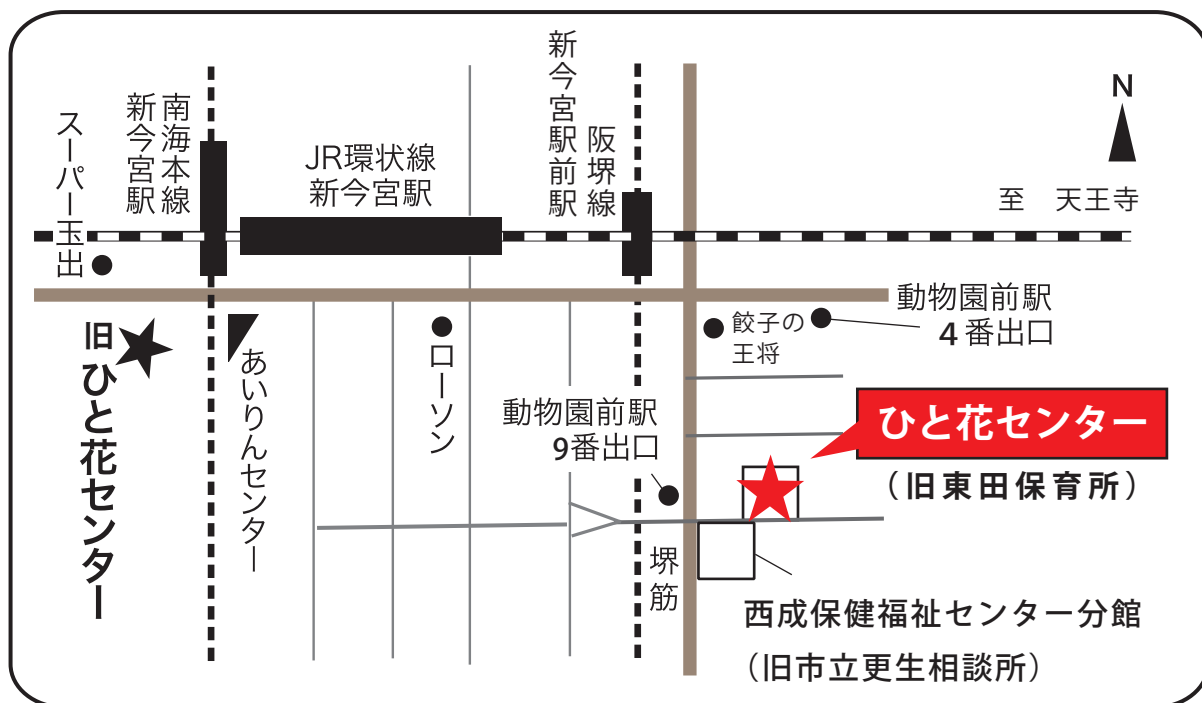 スーパー玉出
南海本線
新今宮駅
JR環状線
新今宮駅
阪堺線
新今宮駅前駅
N
至　天王寺
動物園前駅
4番出口
餃子の
王将
旧
ひと花センター
あいりんセンター
ローソン
動物園前駅
9番出口
ひと花センター
（旧東田保育所）
堺筋
西成保健福祉センター分館
（旧市立更生相談所）